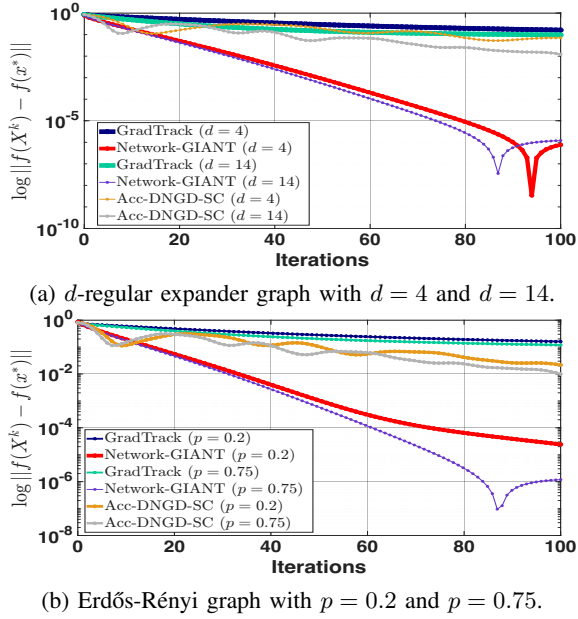 log ||f(X^k) − f(x*)||
10^0
10^-5
10^-10
GradTrack (d = 4)
Network-GIANT (d = 4)
GradTrack (d = 14)
Network-GIANT (d = 14)
Acc-DNGD-SC (d = 4)
Acc-DNGD-SC (d = 14)
0 20 40 60 80 100
Iterations
(a) d-regular expander graph with d = 4 and d = 14.
log ||f(X^k) − f(x*)||
10^0
10^-2
10^-4
10^-6
10^-8
GradTrack (p = 0.2)
Network-GIANT (p = 0.2)
GradTrack (p = 0.75)
Network-GIANT (p = 0.75)
Acc-DNGD-SC (p = 0.2)
Acc-DNGD-SC (p = 0.75)
0 20 40 60 80 100
Iterations
(b) Erdős-Rényi graph with p = 0.2 and p = 0.75.